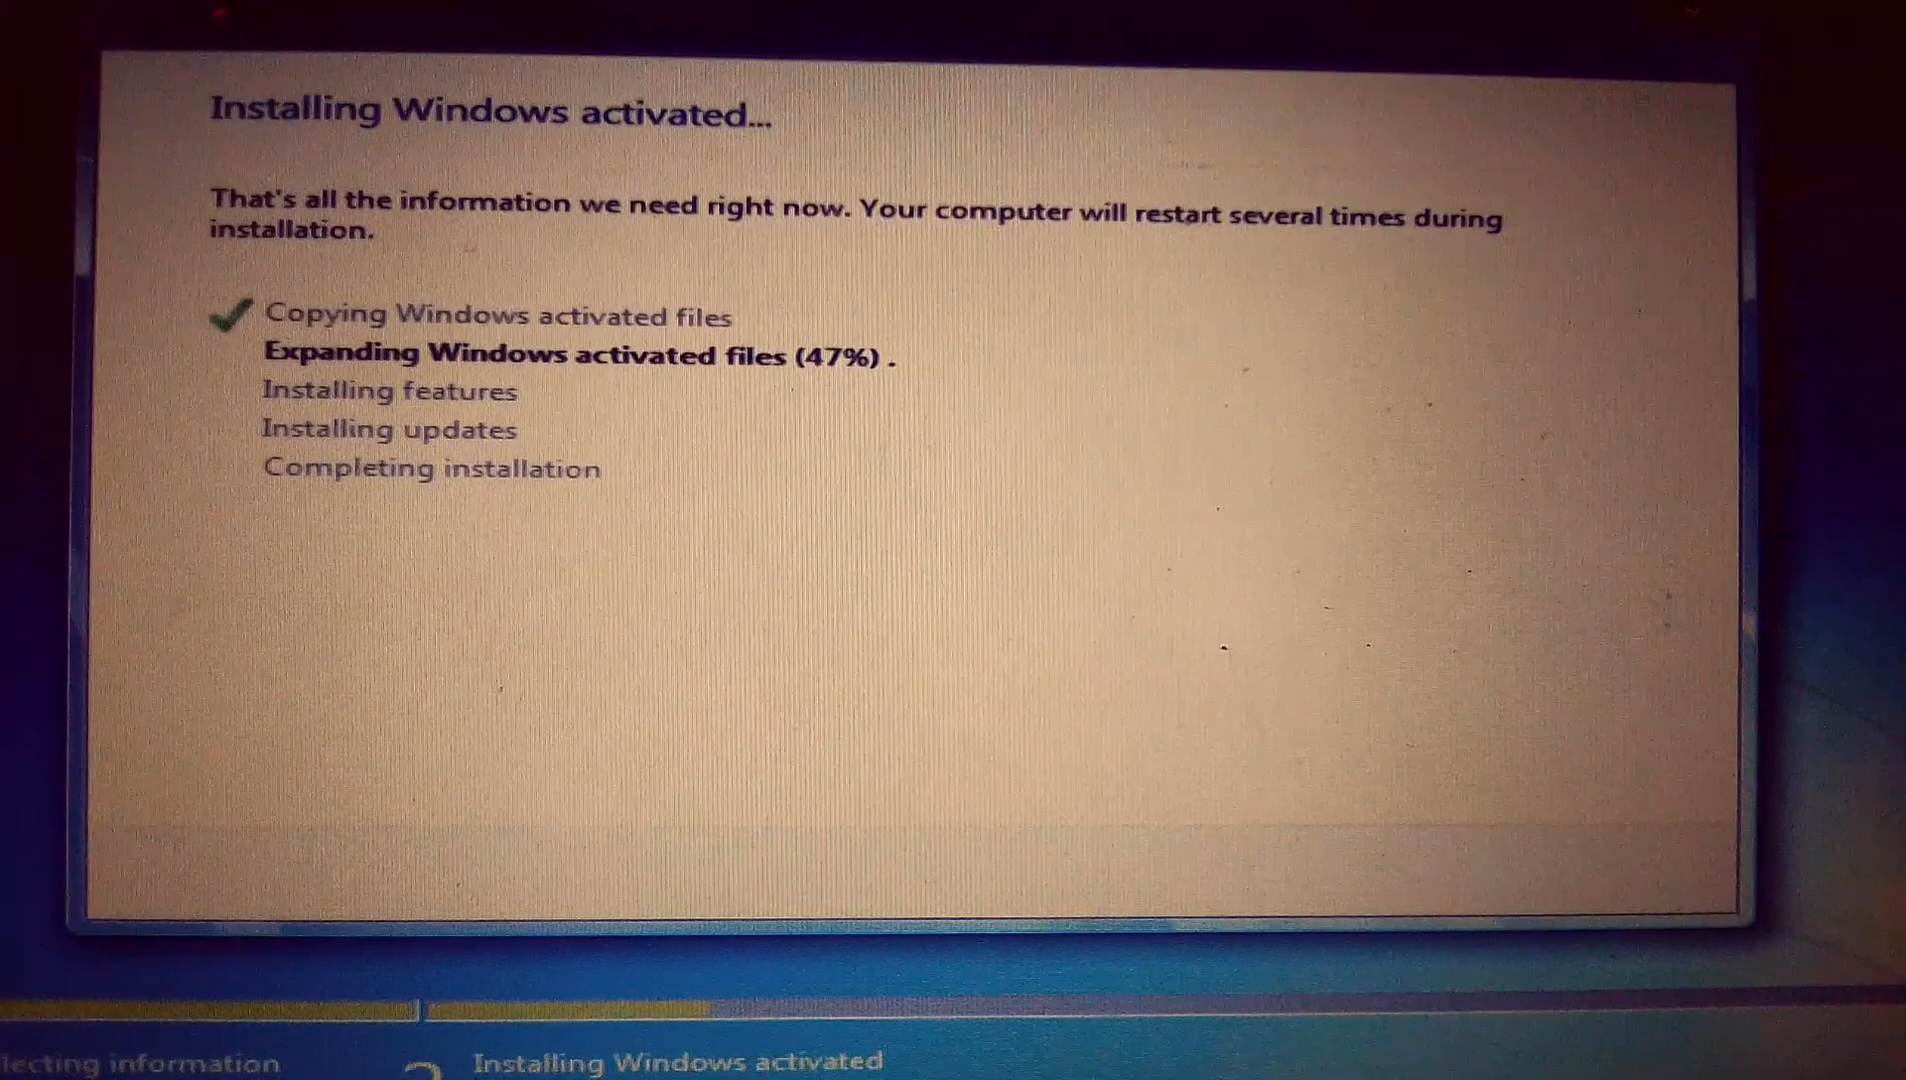 Installing Windows activated...
That's all the information we need right now. Your computer will restart several times during
installation.
Copying Windows activated files
Expanding Windows activated files (47%) .
Installing features
Installing updates
Completing installation
lecting information
2 Installing Windows activated